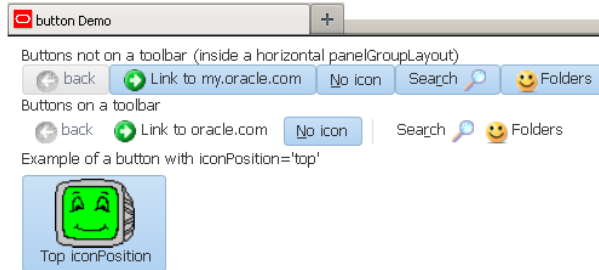 button Demo +
Buttons not on a toolbar (inside a horizontal panelGroupLayout)
back Link to my.oracle.com No icon Search Folders
Buttons on a toolbar
back Link to oracle.com No icon Search Folders
Example of a button with iconPosition='top'
Top iconPosition